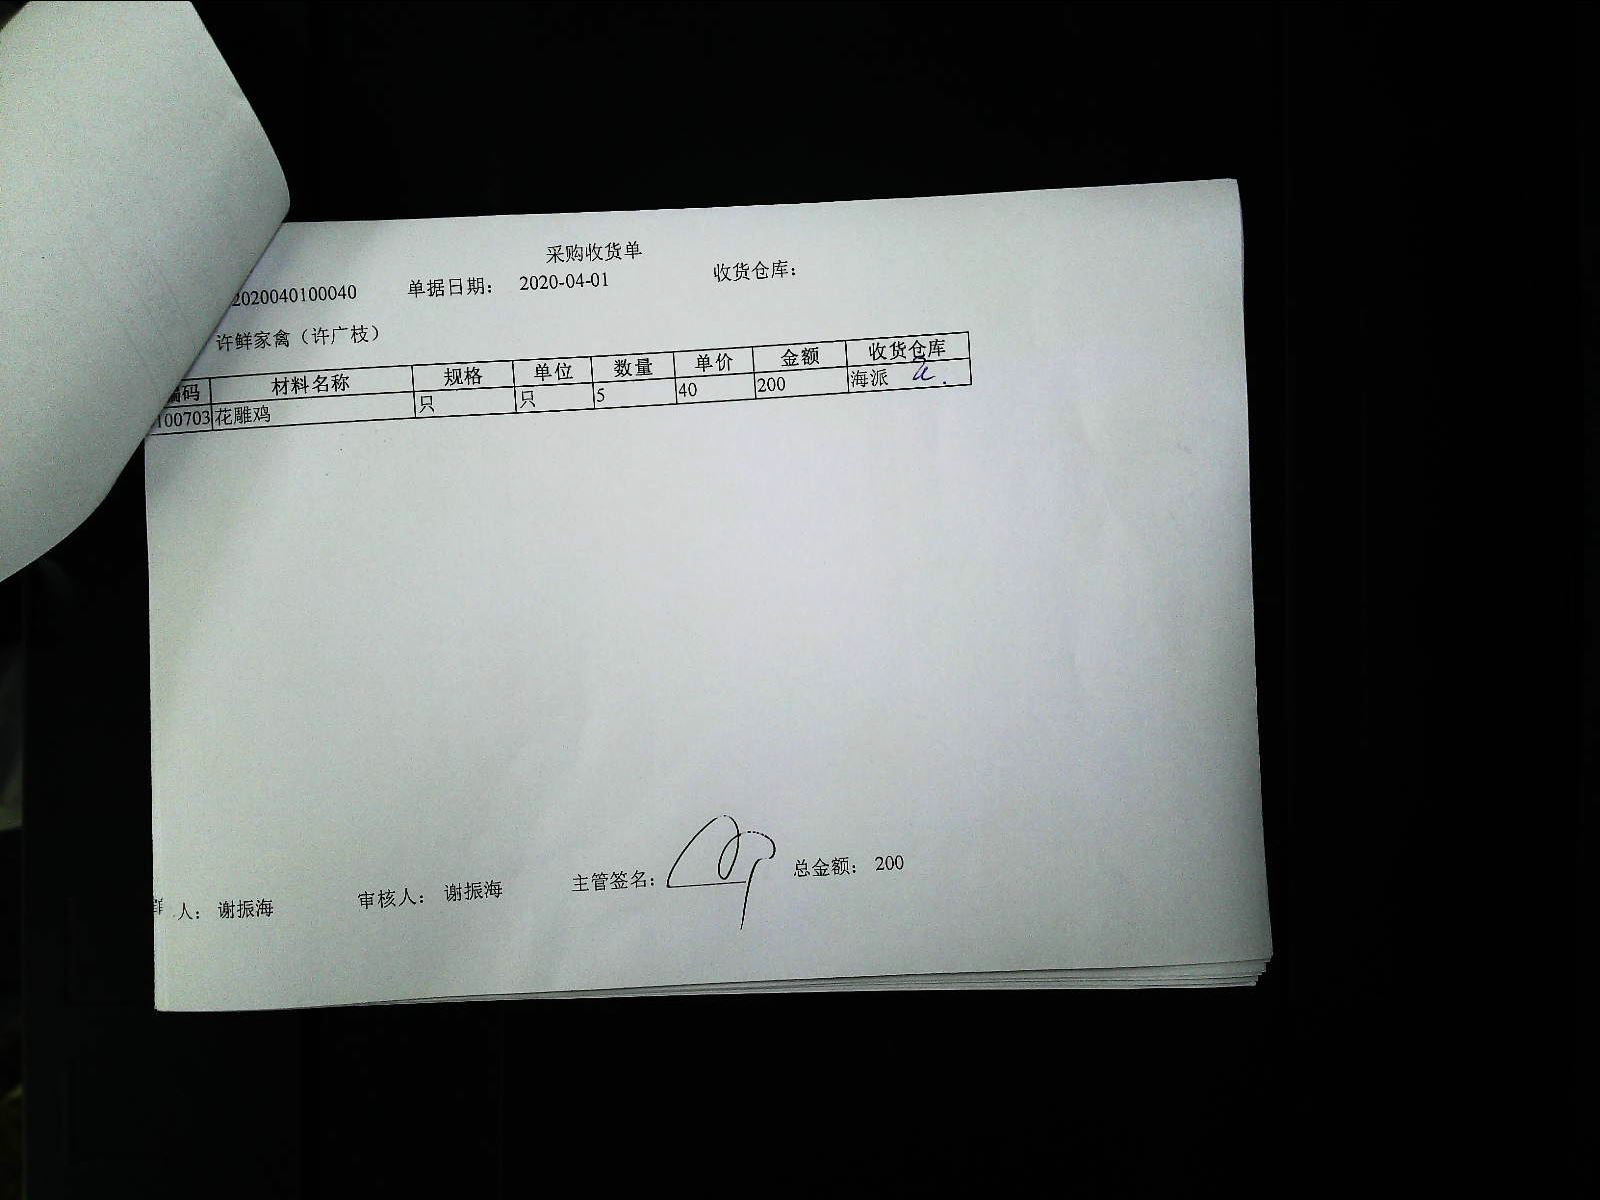 采购收货单
2020040100040 单据日期： 2020-04-01 收货仓库：
许鲜家禽（许广枝）
编码 材料名称 规格 单位 数量 单价 金额 收货仓库
100703 花雕鸡 只 只 5 40 200 海派
人： 谢振海 审核人： 谢振海 主管签名： 总金额： 200